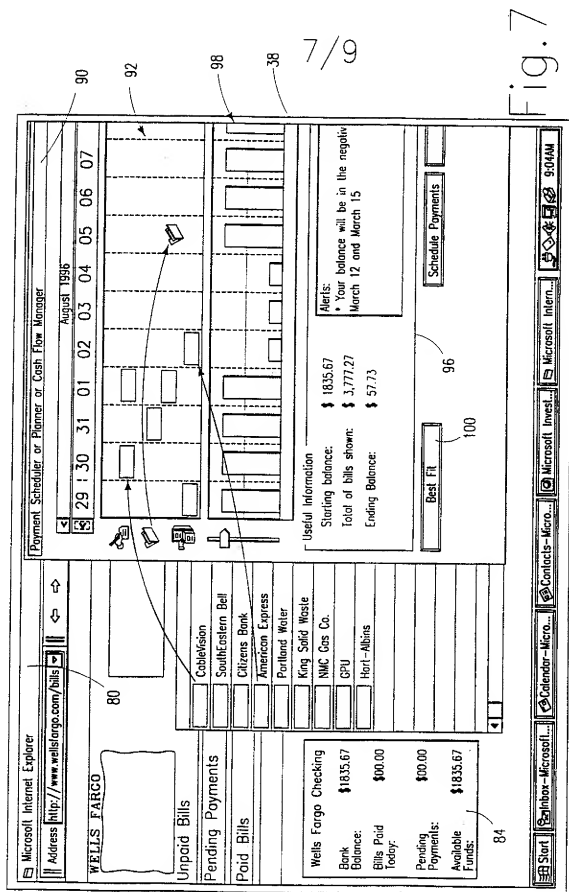 7/9
Fig. 7
Microsoft Internet Explorer
Address http://www.wellsfargo.com/bills
WELLS FARGO
Unpaid Bills
Pending Payments
Paid Bills
Wells Fargo Checking
Bank Balance: $1835.67
Bills Paid Today: $00.00
Pending Payments: $00.00
Available Funds: $1835.67
84
80
CableVision
SouthEastern Bell
Citizens Bank
American Express
Portland Water
King Solid Waste
NMC Gas Co.
GPU
Hart-Albins
Payment Scheduler or Planner or Cash Flow Manager
August 1996
29 30 31 01 02 03 04 05 06 07
90
92
98
38
Useful Information
Starting balance: $ 1835.67
Total of bills shown: $ 3,777.27
Ending Balance: $ 57.73
Alerts:
* Your balance will be in the negativ
March 12 and March 15
96
Best Fit
100
Schedule Payments
Start
Inbox-Microsoft...
Calendar-Micro...
Contacts-Micro...
Microsoft Invest...
Microsoft Intern...
9:04AM